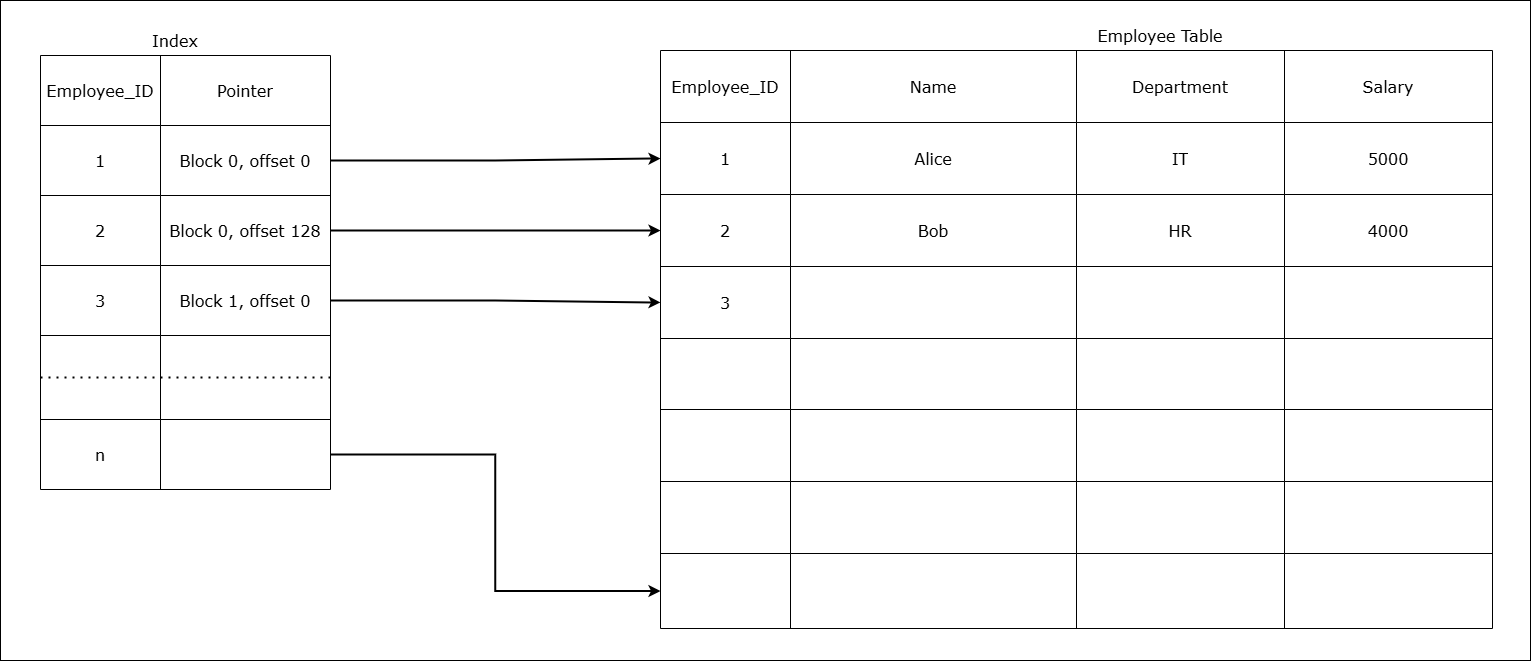 Index
Employee_ID Pointer
1 Block 0, offset 0
2 Block 0, offset 128
3 Block 1, offset 0
n
Employee Table
Employee_ID Name Department Salary
1 Alice IT 5000
2 Bob HR 4000
3